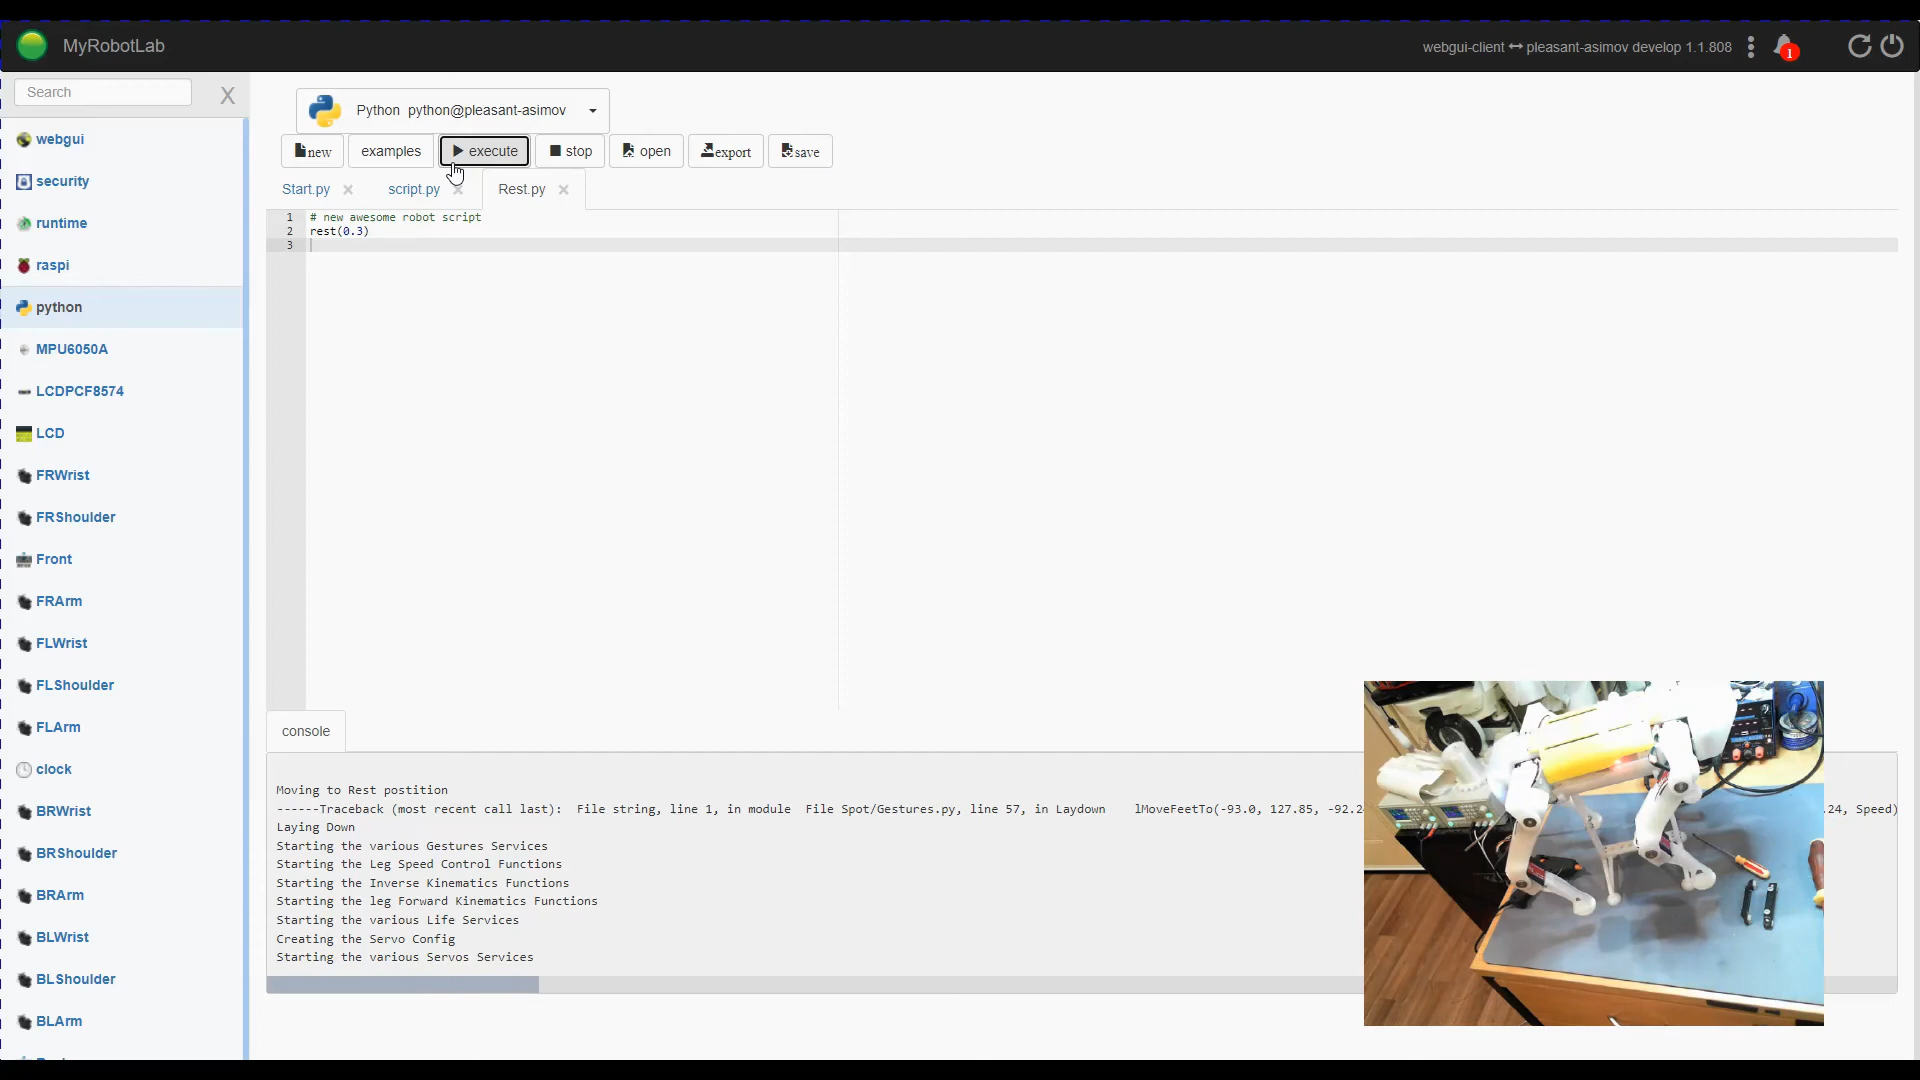 MyRobotLab
webgui-client ⇔ pleasant-asimov develop 1.1.808
1
Search
X
webgui
security
runtime
raspi
python
MPU6050A
LCDPCF8574
LCD
FRWrist
FRShoulder
Front
FRArm
FLWrist
FLShoulder
FLArm
clock
BRWrist
BRShoulder
BRArm
BLWrist
BLShoulder
BLArm
Python python@pleasant-asimov
new examples execute stop open export save
Start.py script.py Rest.py
1 # new awesome robot script
2 rest(0.3)
3
console
Moving to Rest postition
------Traceback (most recent call last): File string, line 1, in module File Spot/Gestures.py, line 57, in Laydown lMoveFeetTo(-93.0, 127.85, -92.2 24, Speed)
Laying Down
Starting the various Gestures Services
Starting the Leg Speed Control Functions
Starting the Inverse Kinematics Functions
Starting the leg Forward Kinematics Functions
Starting the various Life Services
Creating the Servo Config
Starting the various Servos Services